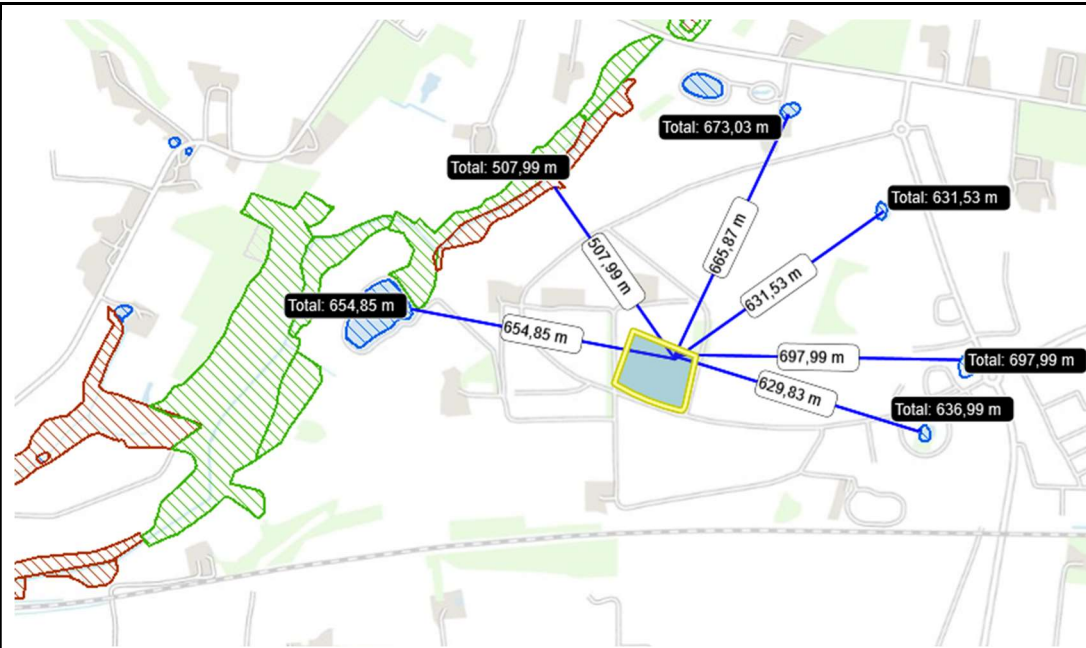 Total: 673,03 m
Total: 507,99 m
Total: 631,53 m
665,87 m
507,99 m
631,53 m
Total: 654,85 m
654,85 m
697,99 m
Total: 697,99 m
629,83 m
Total: 636,99 m